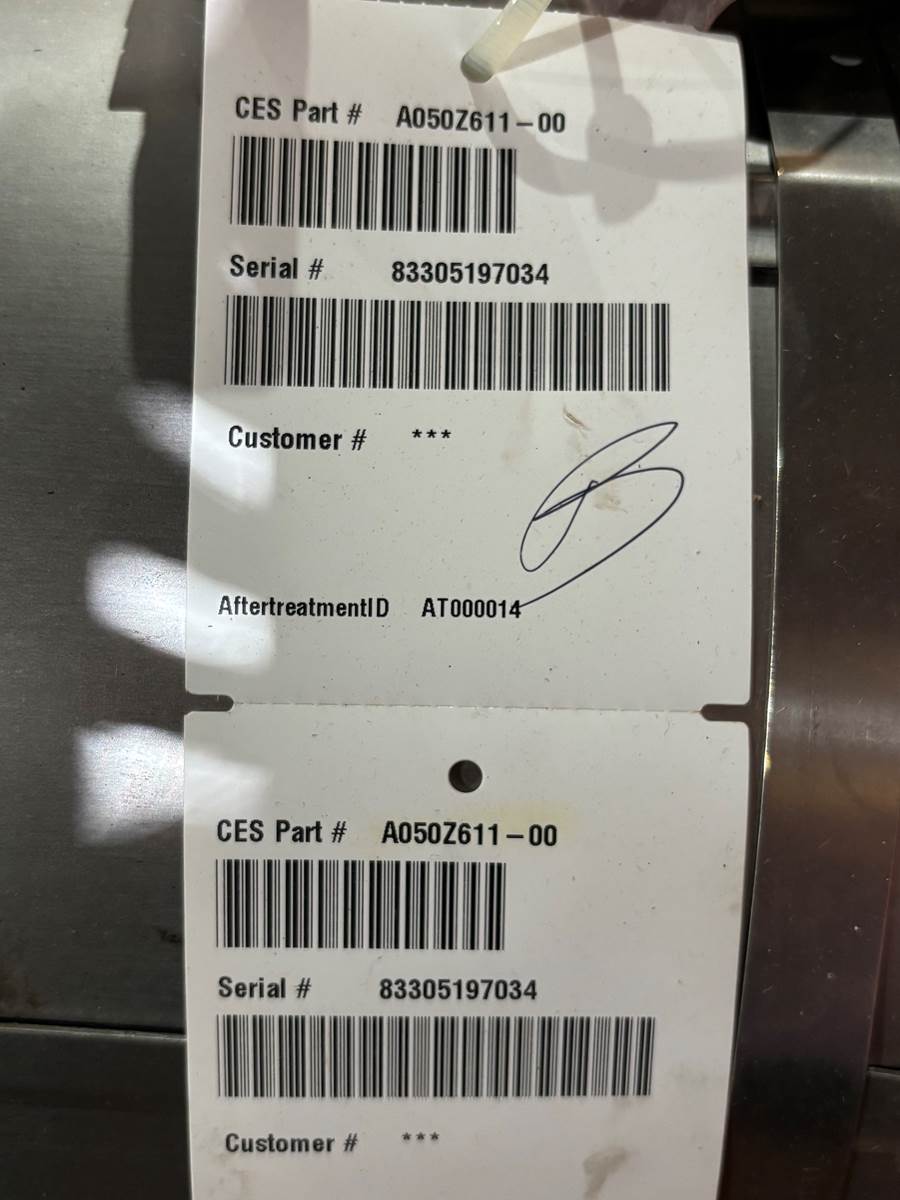 CES Part # A050Z611-00
Serial # 83305197034
Customer # ***
AftertreatmentID AT000014
CES Part # A050Z611-00
Serial # 83305197034
Customer # ***